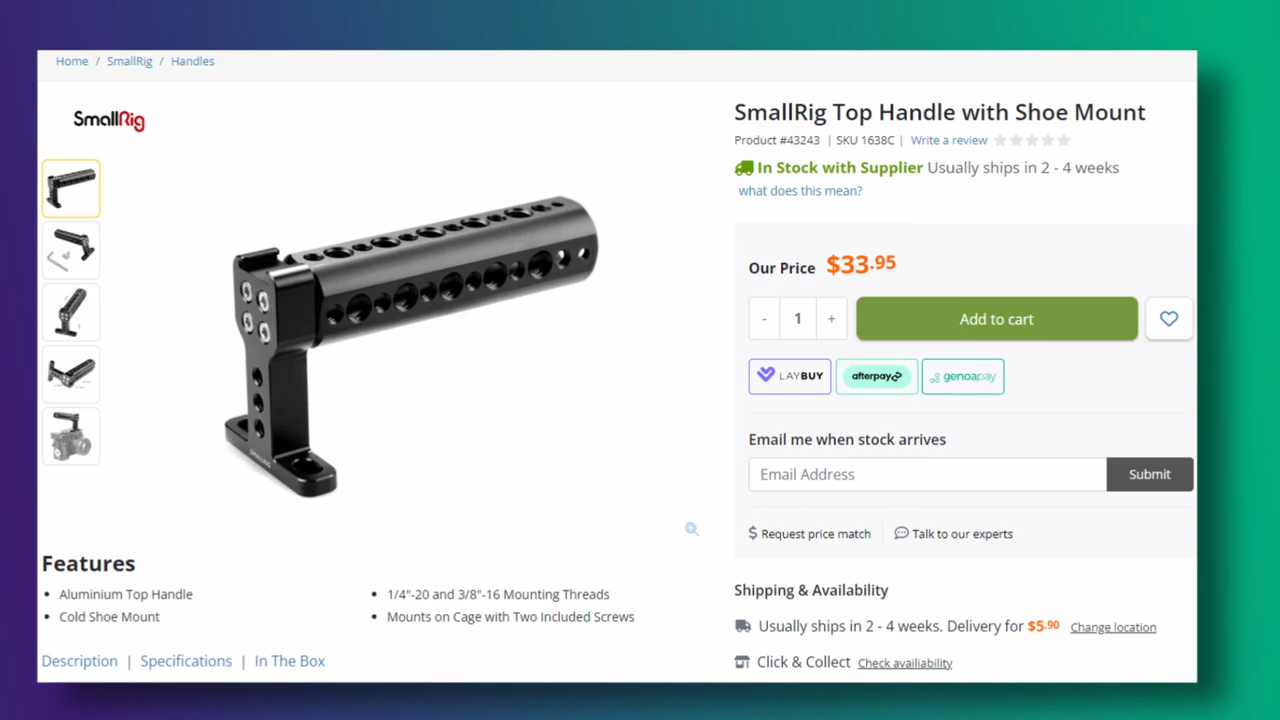 Home / SmallRig / Handles
SmallRig
SmallRig Top Handle with Shoe Mount
Product #43243 | SKU 1638C | Write a review
In Stock with Supplier Usually ships in 2 - 4 weeks
what does this mean?
Our Price $33.95
- 1 + Add to cart
LAYBUY afterpay genoapay
Email me when stock arrives
Email Address Submit
$ Request price match Talk to our experts
SMALLRIG
Features
Aluminium Top Handle
Cold Shoe Mount
1/4"-20 and 3/8"-16 Mounting Threads
Mounts on Cage with Two Included Screws
Description | Specifications | In The Box
Shipping & Availability
Usually ships in 2 - 4 weeks. Delivery for $5.90 Change location
Click & Collect Check availiability